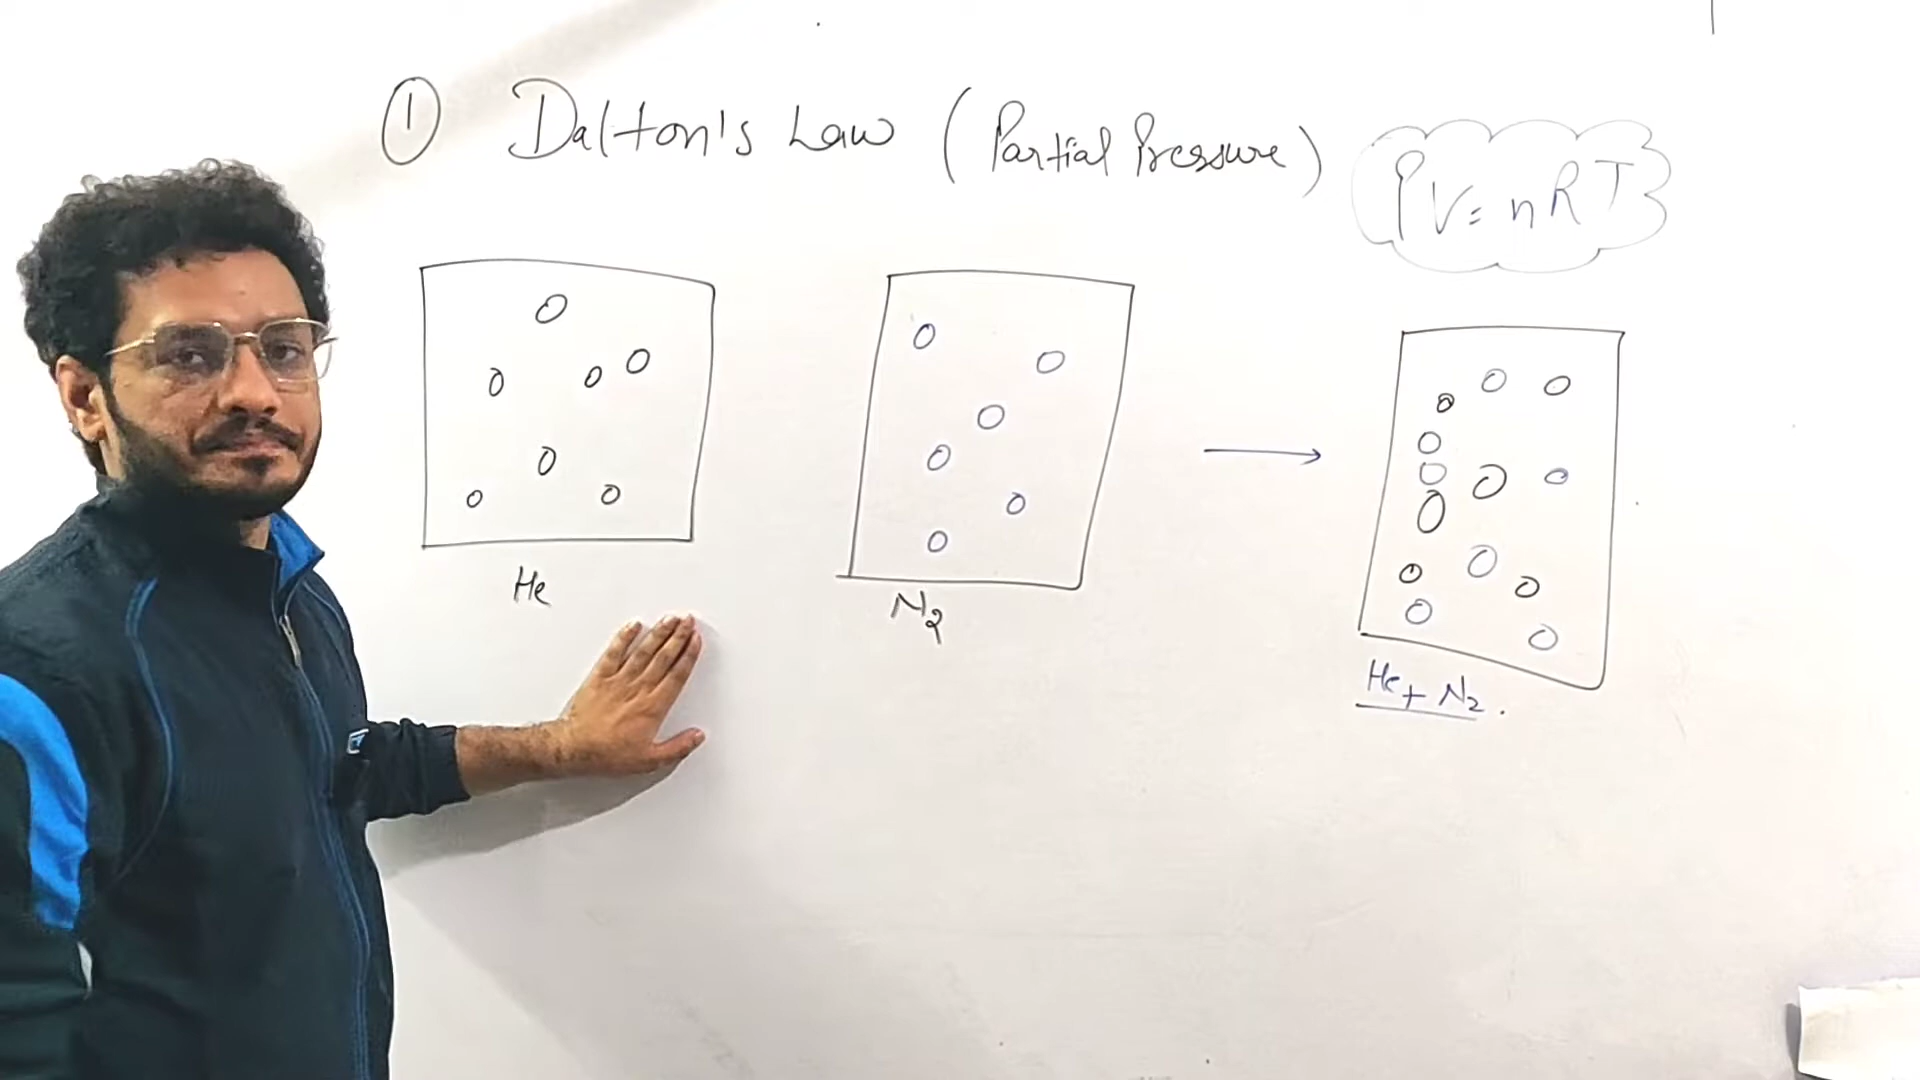 ① Dalton's Law (Partial Pressure)
PV = nRT
He
N₂
He + N₂.